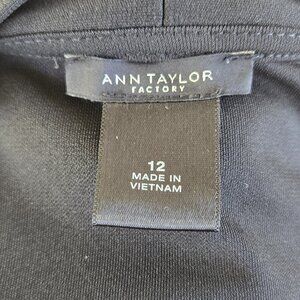 ANN TAYLOR
FACTORY
12
MADE IN
VIETNAM